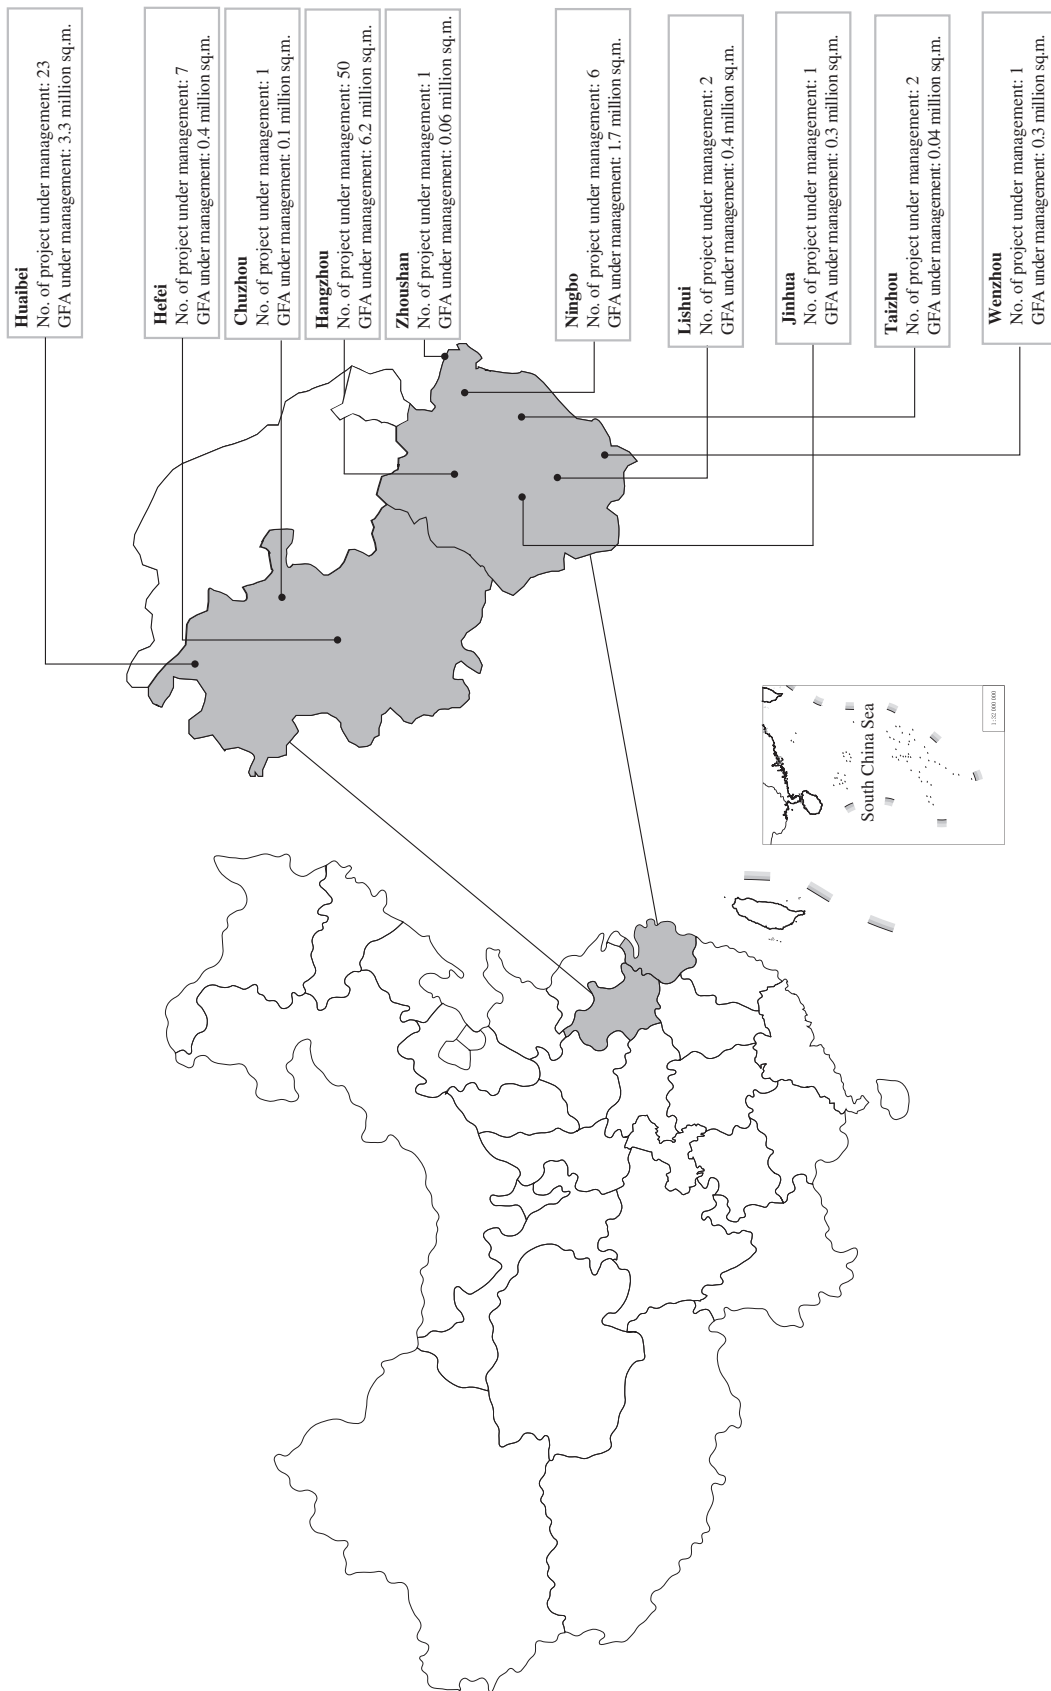 Huaibei
No. of project under management: 23
GFA under management: 3.3 million sq.m.
Hefei
No. of project under management: 7
GFA under management: 0.4 million sq.m.
Chuzhou
No. of project under management: 1
GFA under management: 0.1 million sq.m.
Hangzhou
No. of project under management: 50
GFA under management: 6.2 million sq.m.
Zhoushan
No. of project under management: 1
GFA under management: 0.06 million sq.m.
Ningbo
No. of project under management: 6
GFA under management: 1.7 million sq.m.
Lishui
No. of project under management: 2
GFA under management: 0.4 million sq.m.
Jinhua
No. of project under management: 1
GFA under management: 0.3 million sq.m.
Taizhou
No. of project under management: 2
GFA under management: 0.04 million sq.m.
Wenzhou
No. of project under management: 1
GFA under management: 0.3 million sq.m.
South China Sea
1:32 000 000